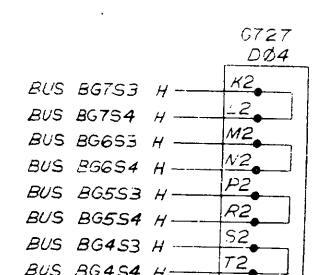 G727
DØ4
BUS BG7S3 H K2
BUS BG7S4 H L2
BUS BG6S3 H M2
BUS BG6S4 H N2
BUS BG5S3 H P2
BUS BG5S4 H R2
BUS BG4S3 H S2
BUS BG4S4 H T2